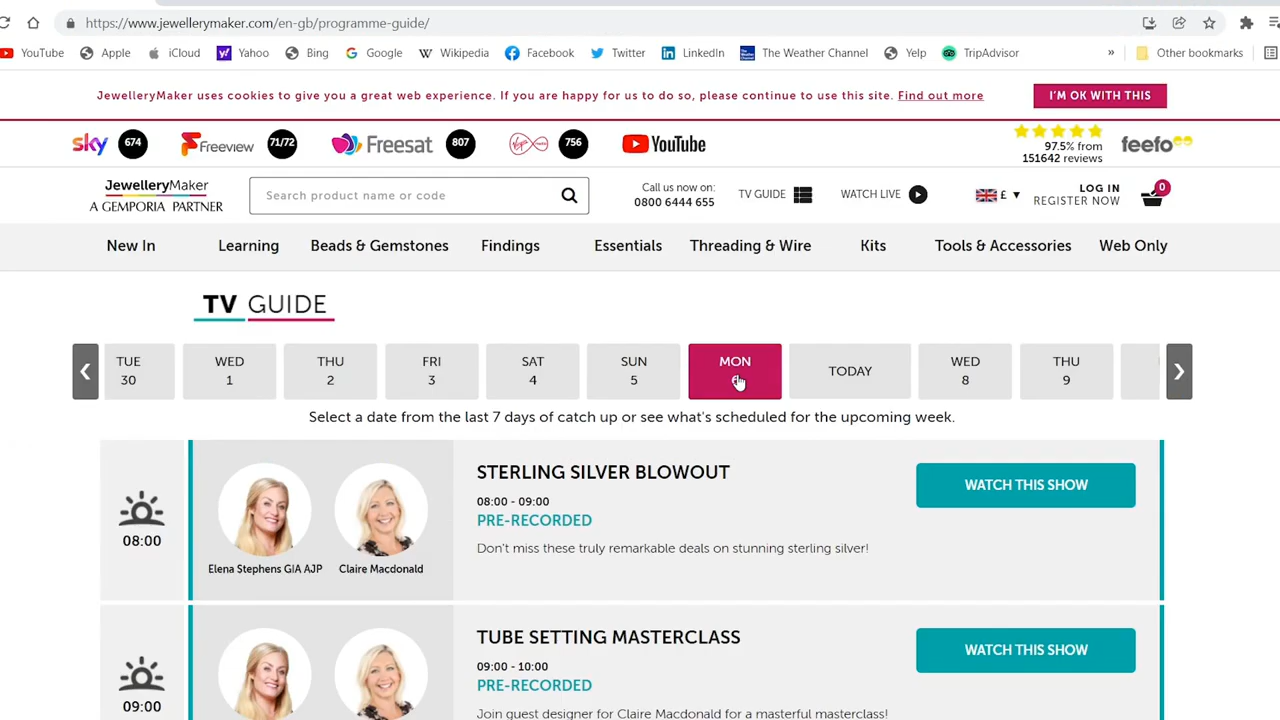 https://www.jewellerymaker.com/en-gb/programme-guide/
YouTube Apple iCloud Yahoo Bing Google Wikipedia Facebook Twitter LinkedIn The Weather Channel Yelp TripAdvisor » Other bookmarks
JewelleryMaker uses cookies to give you a great web experience. If you are happy for us to do so, please continue to use this site. Find out more
I'M OK WITH THIS
sky 674 Freeview 71/72 Freesat 807 756 YouTube
97.5% from
151642 reviews
feefo
JewelleryMaker
A GEMPORIA PARTNER
Search product name or code
Call us now on:
0800 6444 655
TV GUIDE
WATCH LIVE
£ ▼
LOG IN
REGISTER NOW
0
New In Learning Beads & Gemstones Findings Essentials Threading & Wire Kits Tools & Accessories Web Only
TV GUIDE
TUE
30
WED
1
THU
2
FRI
3
SAT
4
SUN
5
MON
TODAY
WED
8
THU
9
Select a date from the last 7 days of catch up or see what's scheduled for the upcoming week.
08:00
Elena Stephens GIA AJP
Claire Macdonald
STERLING SILVER BLOWOUT
08:00 - 09:00
PRE-RECORDED
Don't miss these truly remarkable deals on stunning sterling silver!
WATCH THIS SHOW
09:00
TUBE SETTING MASTERCLASS
09:00 - 10:00
PRE-RECORDED
Join guest designer for Claire Macdonald for a masterful masterclass!
WATCH THIS SHOW